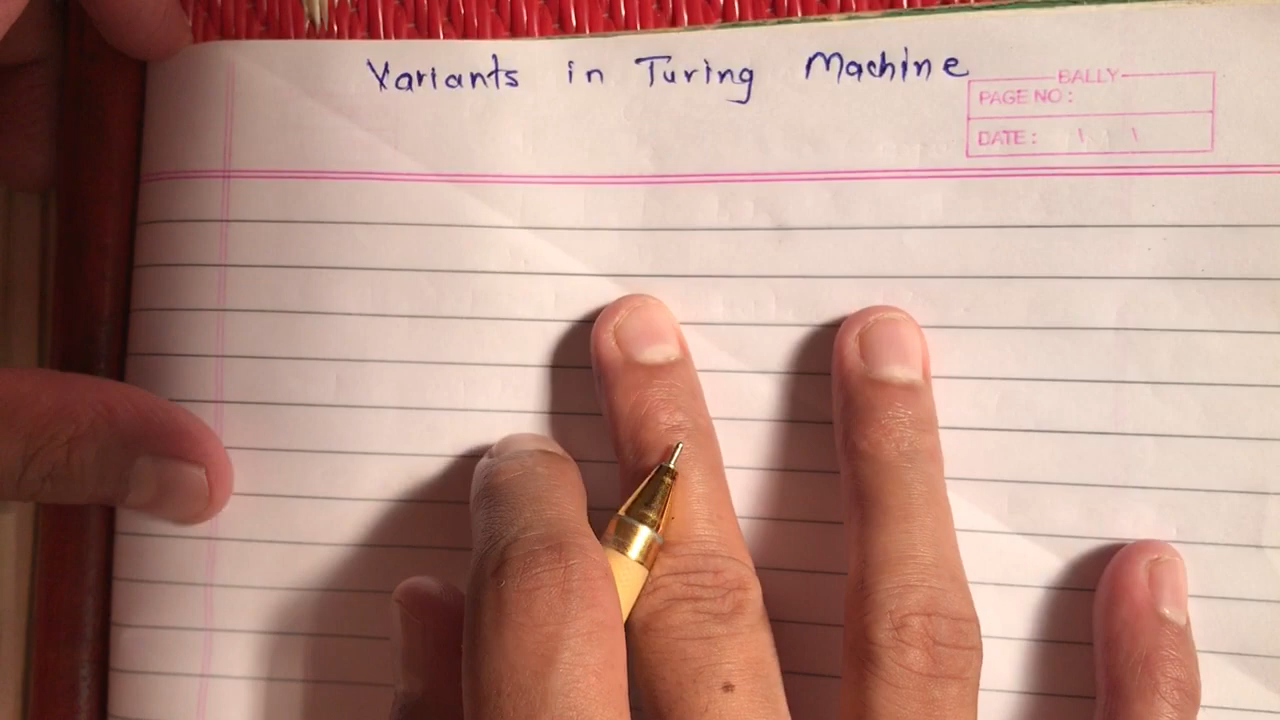 Variants in Turing Machine
BALLY
PAGE NO :
DATE :